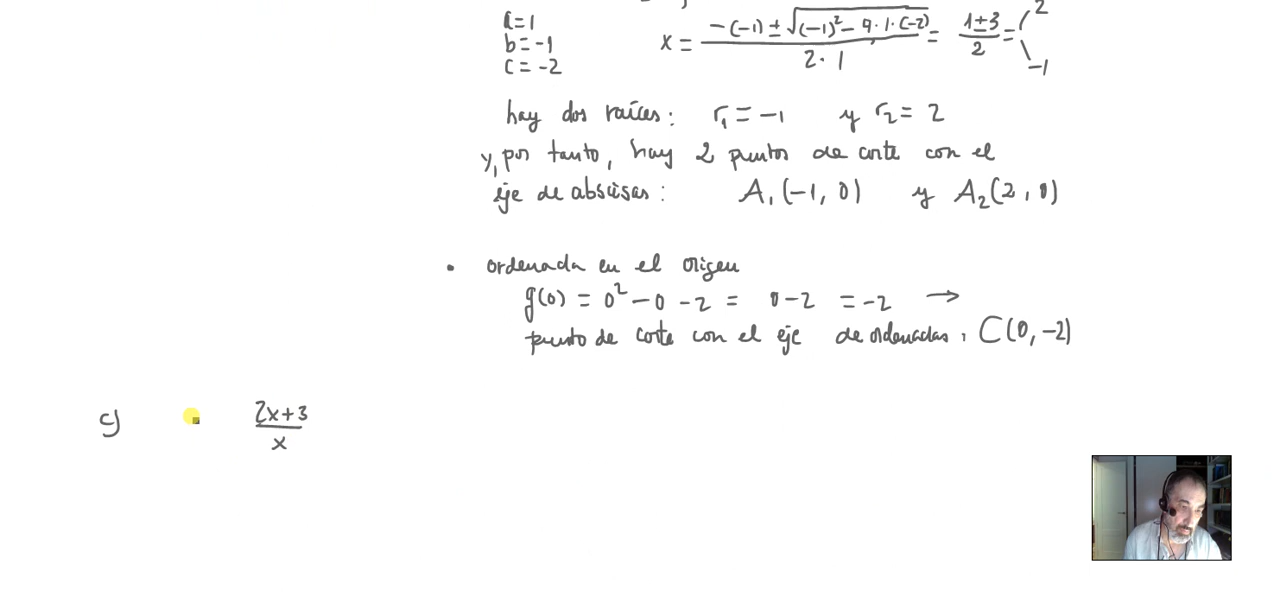 a=1
b=-1
c=-2
x = -(-1) ± √(-1)² - 4·1·(-2) / 2·1 = 1±3 / 2 = 2 -1
hay dos raíces: r₁ = -1 y r₂ = 2
y, por tanto, hay 2 puntos de corte con el
eje de abscisas: A₁(-1, 0) y A₂(2, 0)
• ordenada en el origen
g(0) = 0² - 0 - 2 = 0 - 2 = -2 →
punto de corte con el eje de ordenadas, C(0, -2)
c) 2x+3 / x